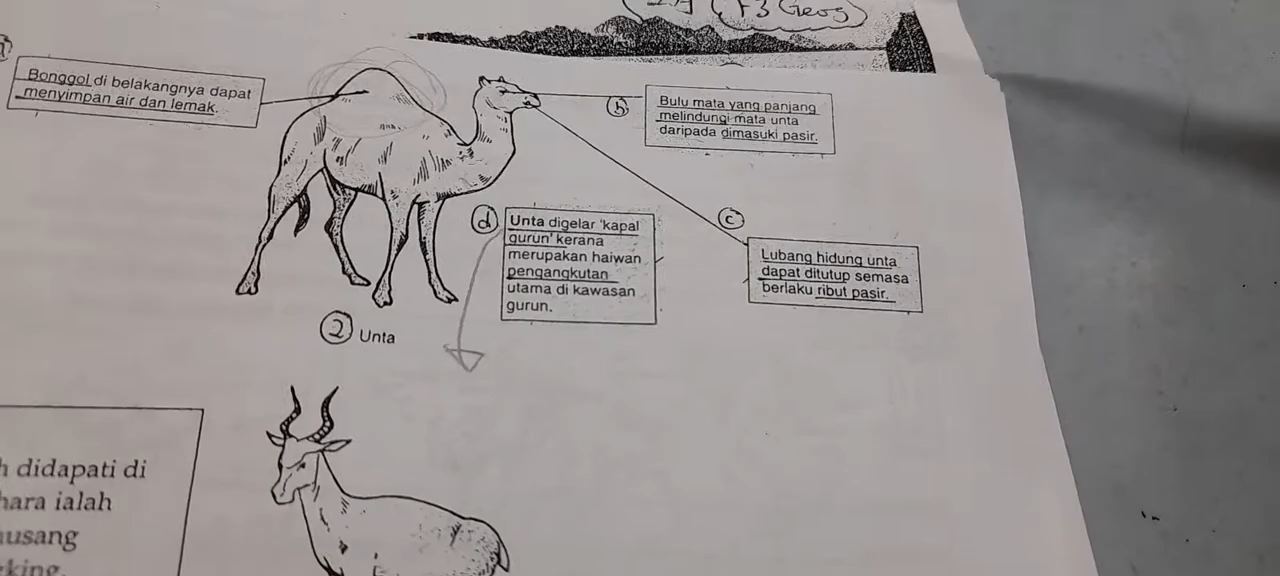 F3 Geog
Bonggol di belakangnya dapat
menyimpan air dan lemak.
b
Bulu mata yang panjang
melindungi mata unta
daripada dimasuki pasir.
c
Lubang hidung unta
dapat ditutup semasa
berlaku ribut pasir.
d
Unta digelar 'kapal
gurun' kerana
merupakan haiwan
pengangkutan
utama di kawasan
gurun.
2 Unta
didapati di
ialah